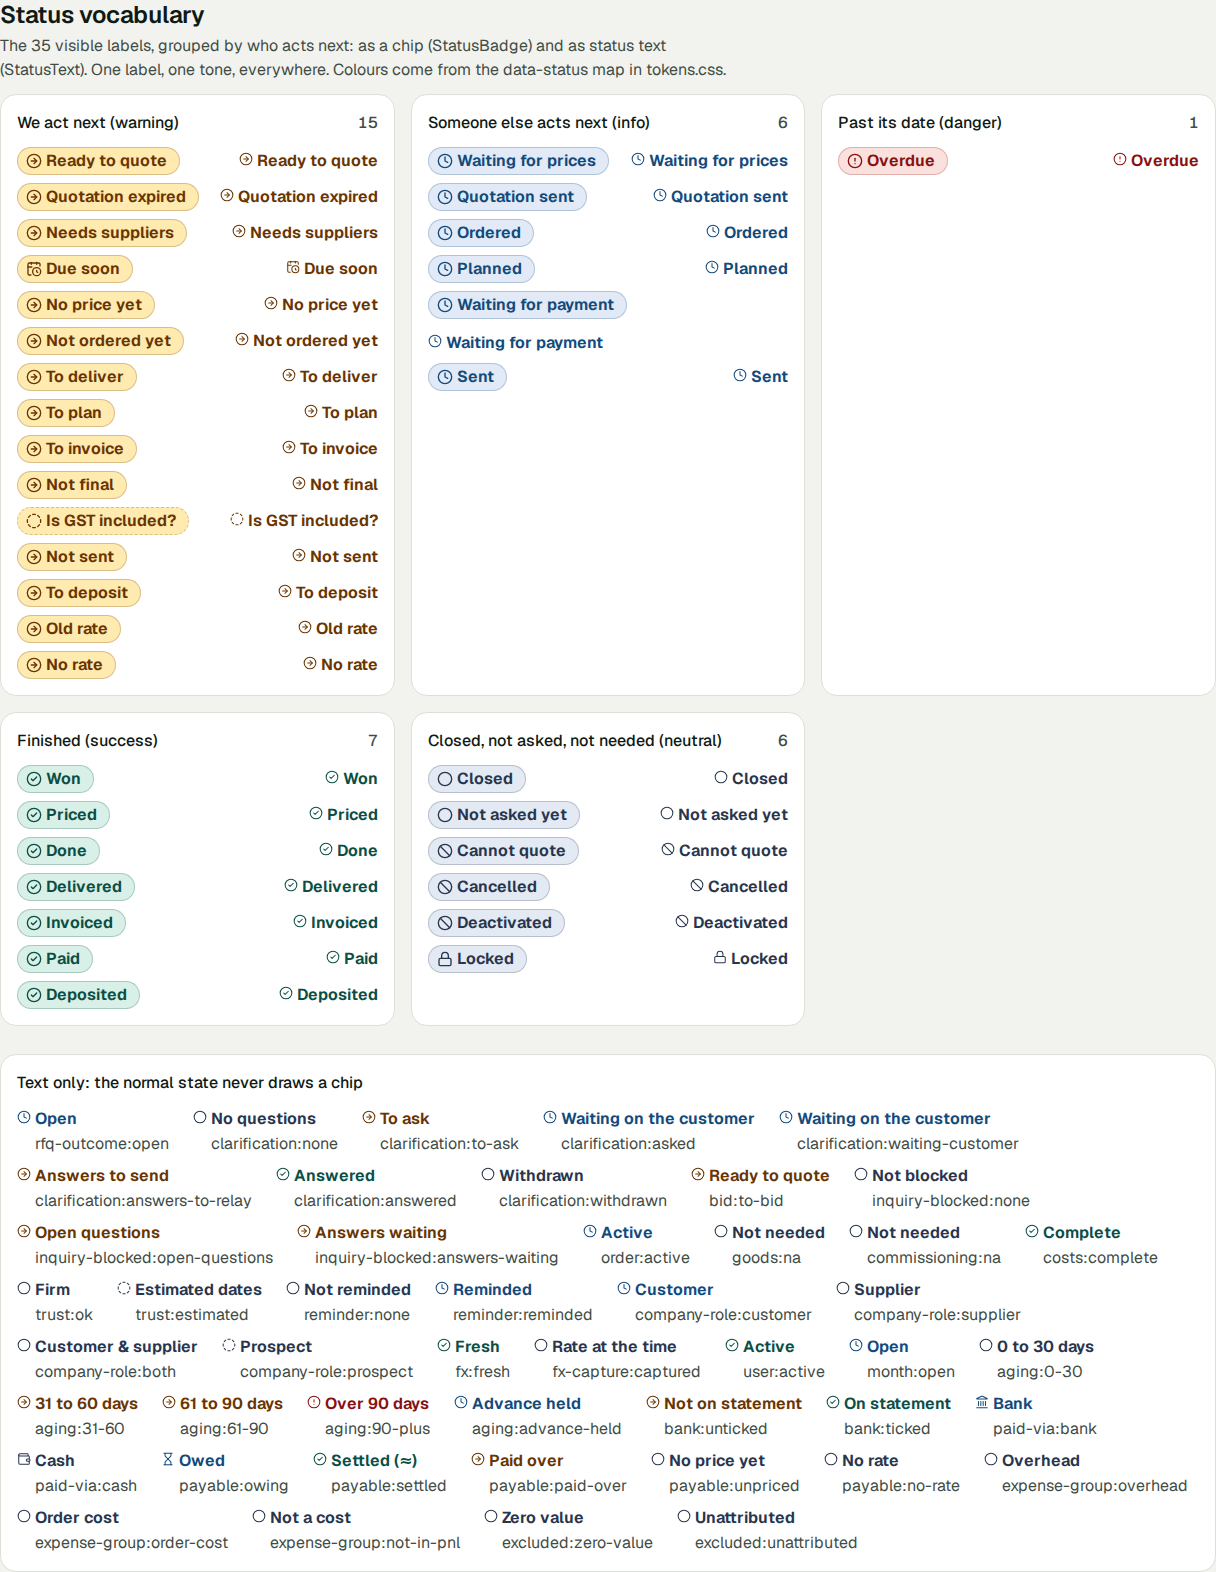 Status vocabulary
The 35 visible labels, grouped by who acts next: as a chip (StatusBadge) and as status text
(StatusText). One label, one tone, everywhere. Colours come from the data-status map in tokens.css.
We act next (warning) 15
Ready to quote Ready to quote
Quotation expired Quotation expired
Needs suppliers Needs suppliers
Due soon Due soon
No price yet No price yet
Not ordered yet Not ordered yet
To deliver To deliver
To plan To plan
To invoice To invoice
Not final Not final
Is GST included? Is GST included?
Not sent Not sent
To deposit To deposit
Old rate Old rate
No rate No rate
Someone else acts next (info) 6
Waiting for prices Waiting for prices
Quotation sent Quotation sent
Ordered Ordered
Planned Planned
Waiting for payment
Waiting for payment
Sent Sent
Past its date (danger) 1
Overdue Overdue
Finished (success) 7
Won Won
Priced Priced
Done Done
Delivered Delivered
Invoiced Invoiced
Paid Paid
Deposited Deposited
Closed, not asked, not needed (neutral) 6
Closed Closed
Not asked yet Not asked yet
Cannot quote Cannot quote
Cancelled Cancelled
Deactivated Deactivated
Locked Locked
Text only: the normal state never draws a chip
Open No questions To ask Waiting on the customer Waiting on the customer
rfq-outcome:open clarification:none clarification:to-ask clarification:asked clarification:waiting-customer
Answers to send Answered Withdrawn Ready to quote Not blocked
clarification:answers-to-relay clarification:answered clarification:withdrawn bid:to-bid inquiry-blocked:none
Open questions Answers waiting Active Not needed Not needed Complete
inquiry-blocked:open-questions inquiry-blocked:answers-waiting order:active goods:na commissioning:na costs:complete
Firm Estimated dates Not reminded Reminded Customer Supplier
trust:ok trust:estimated reminder:none reminder:reminded company-role:customer company-role:supplier
Customer & supplier Prospect Fresh Rate at the time Active Open 0 to 30 days
company-role:both company-role:prospect fx:fresh fx-capture:captured user:active month:open aging:0-30
31 to 60 days 61 to 90 days Over 90 days Advance held Not on statement On statement Bank
aging:31-60 aging:61-90 aging:90-plus aging:advance-held bank:unticked bank:ticked paid-via:bank
Cash Owed Settled (≈) Paid over No price yet No rate Overhead
paid-via:cash payable:owing payable:settled payable:paid-over payable:unpriced payable:no-rate expense-group:overhead
Order cost Not a cost Zero value Unattributed
expense-group:order-cost expense-group:not-in-pnl excluded:zero-value excluded:unattributed